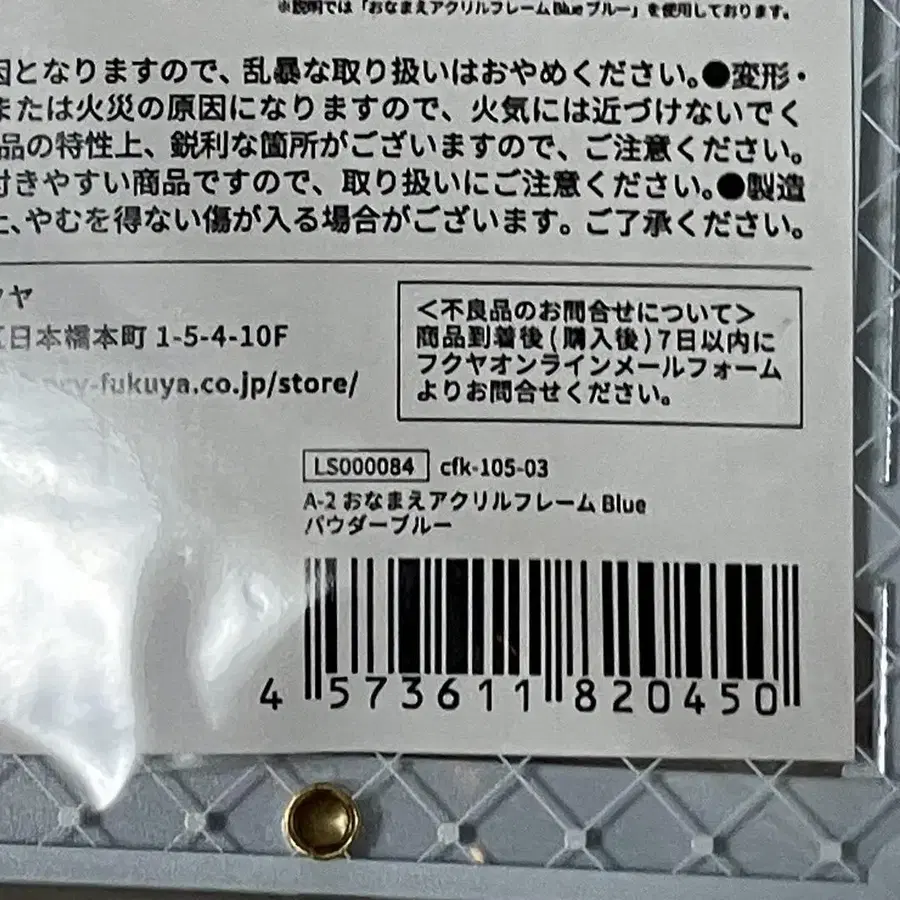 ※説明では「おなまえアクリルフレームBlueブルー」を使用しております。
因となりますので、乱暴な取り扱いはおやめください。●変形・
または火災の原因になりますので、火気には近づけないでく
品の特性上、鋭利な箇所がございますので、ご注意ください。
付きやすい商品ですので、取り扱いにご注意ください。●製造
上、やむを得ない傷が入る場合がございます。ご了承ください。
クヤ
区日本橋本町 1-5-4-10F
ory-fukuya.co.jp/store/
<不良品のお問合せについて>
商品到着後(購入後)7日以内に
フクヤオンラインメールフォーム
よりお問合せください。
LS000084 cfk-105-03
A-2 おなまえアクリルフレーム Blue
パウダーブルー
4 573611 820450